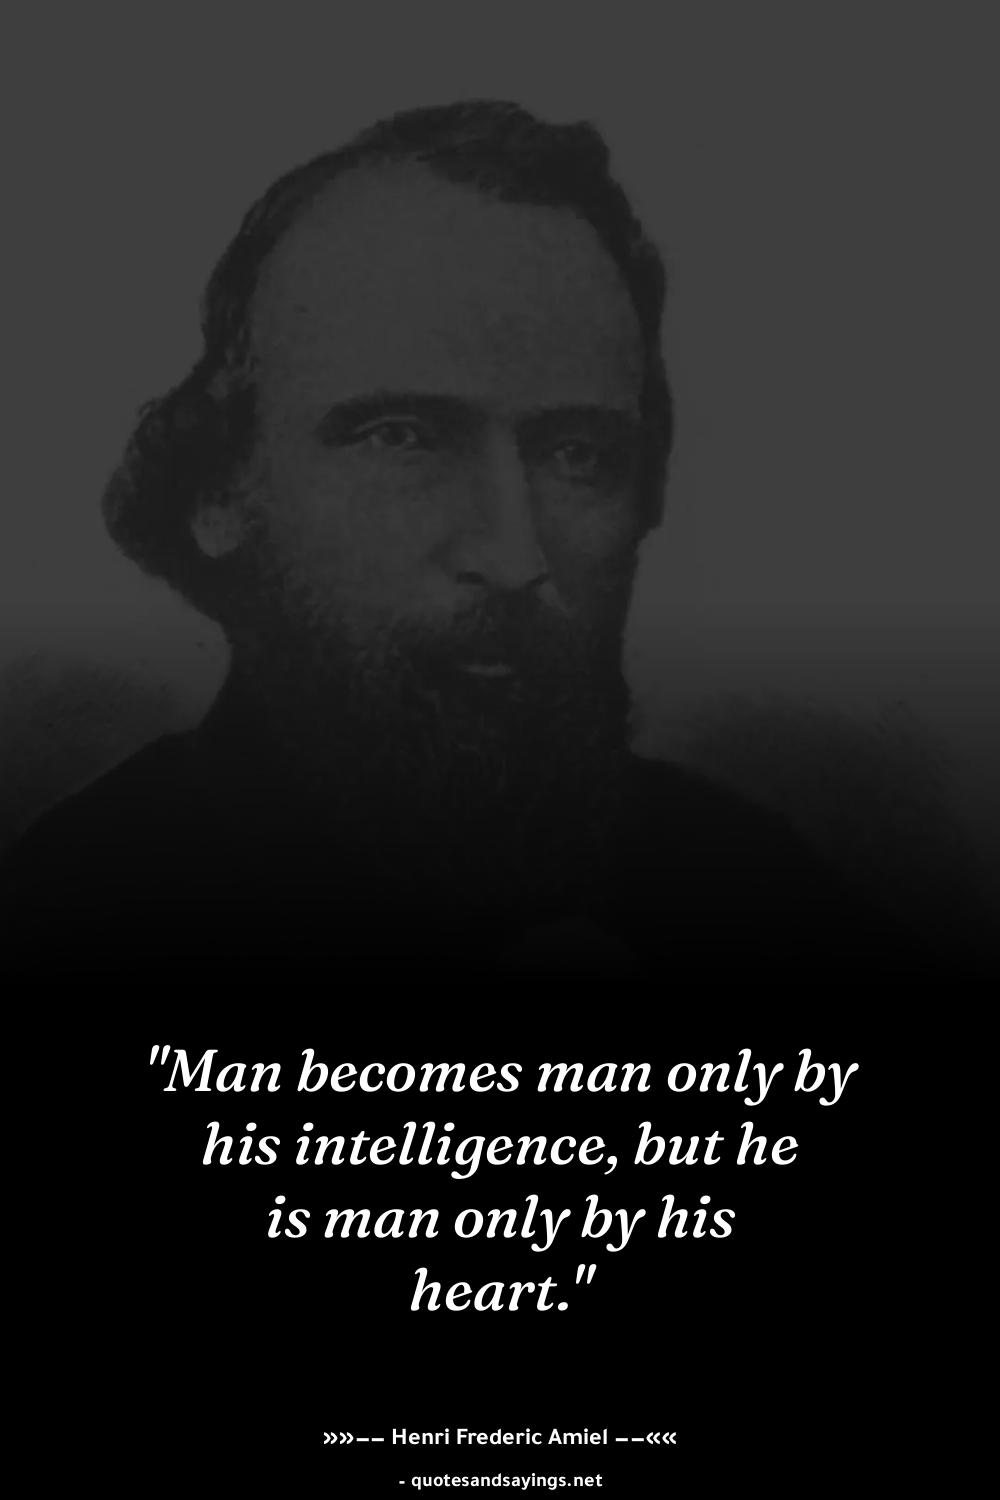 "Man becomes man only by
his intelligence, but he
is man only by his
heart."
»»–– Henri Frederic Amiel ––««
- quotesandsayings.net